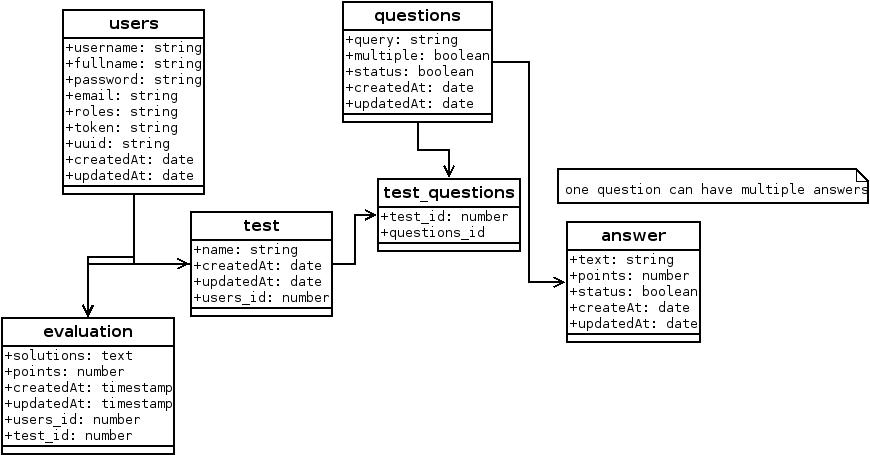 users
+username: string
+fullname: string
+password: string
+email: string
+roles: string
+token: string
+uuid: string
+createdAt: date
+updatedAt: date
questions
+query: string
+multiple: boolean
+status: boolean
+createdAt: date
+updatedAt: date
test_questions
+test_id: number
+questions_id
one question can have multiple answers
test
+name: string
+createdAt: date
+updatedAt: date
+users_id: number
answer
+text: string
+points: number
+status: boolean
+createAt: date
+updatedAt: date
evaluation
+solutions: text
+points: number
+createdAt: timestamp
+updatedAt: timestamp
+users_id: number
+test_id: number